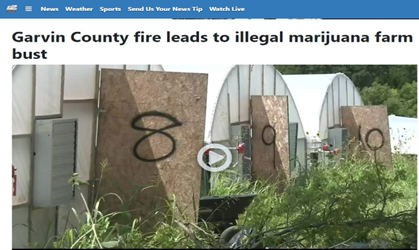 News Weather Sports Send Us Your News Tip Watch Live
Garvin County fire leads to illegal marijuana farm
bust
8 9 10